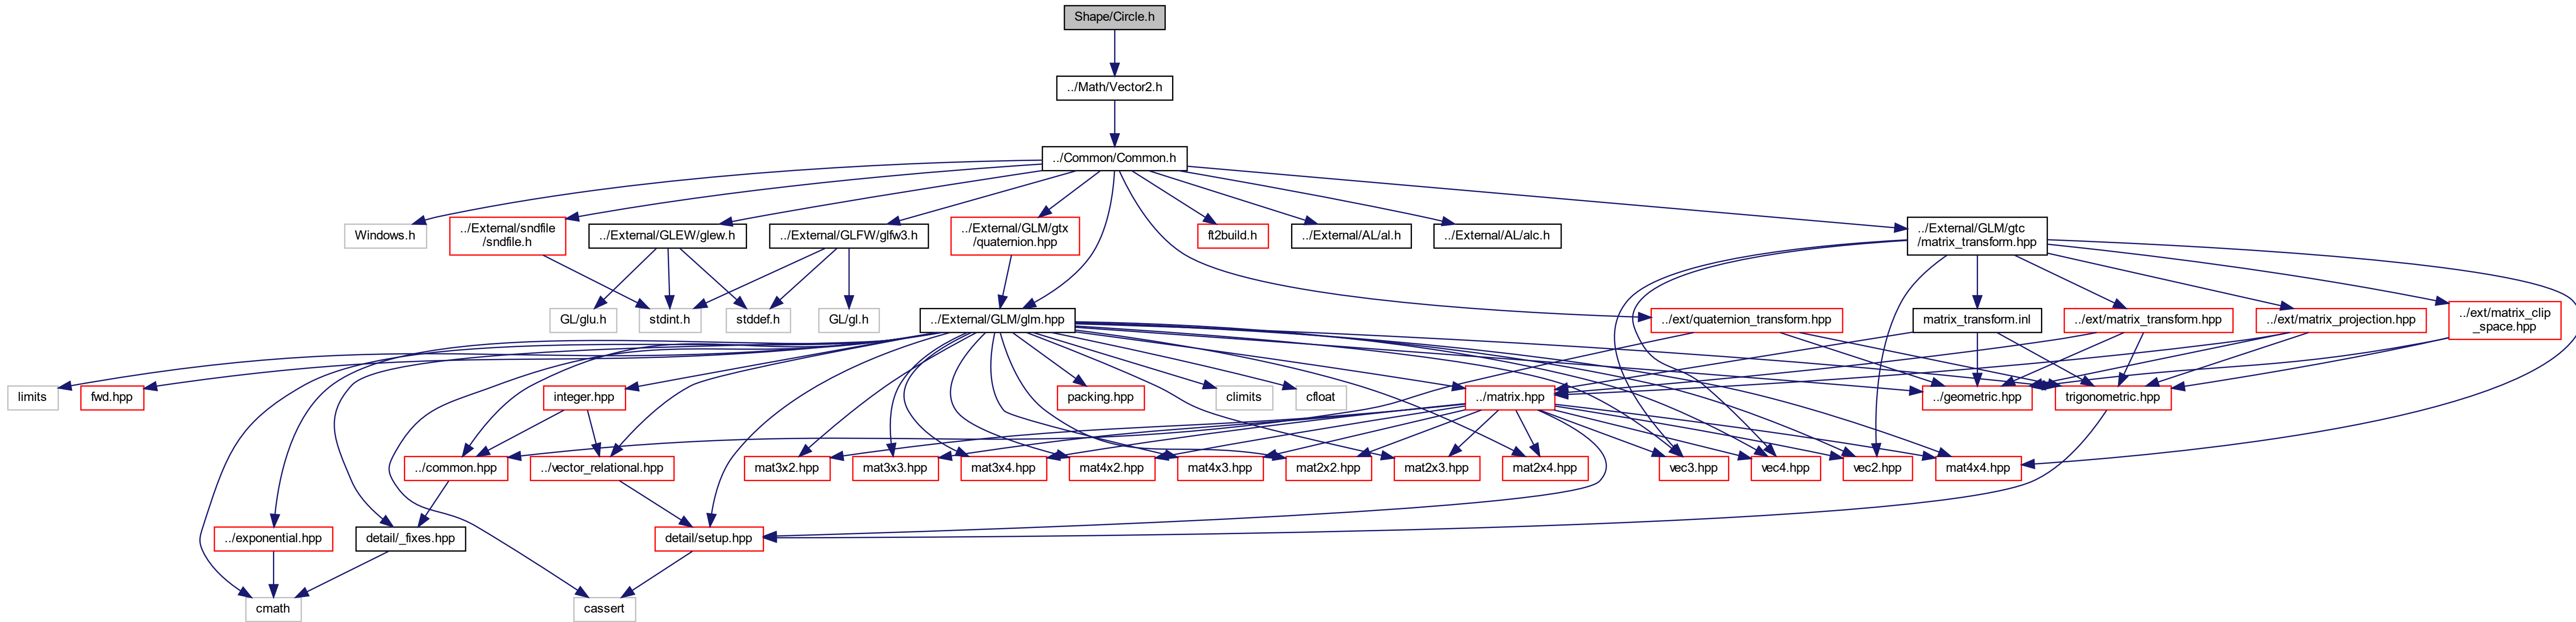 Shape/Circle.h
../Math/Vector2.h
../Common/Common.h
Windows.h
../External/sndfile
/sndfile.h
../External/GLEW/glew.h
../External/GLFW/glfw3.h
../External/GLM/gtx
/quaternion.hpp
ft2build.h
../External/AL/al.h
../External/AL/alc.h
../External/GLM/gtc
/matrix_transform.hpp
GL/glu.h
stdint.h
stddef.h
GL/gl.h
../External/GLM/glm.hpp
../ext/quaternion_transform.hpp
matrix_transform.inl
../ext/matrix_transform.hpp
../ext/matrix_projection.hpp
../ext/matrix_clip
_space.hpp
limits
fwd.hpp
integer.hpp
packing.hpp
climits
cfloat
../matrix.hpp
../geometric.hpp
trigonometric.hpp
../common.hpp
../vector_relational.hpp
mat3x2.hpp
mat3x3.hpp
mat3x4.hpp
mat4x2.hpp
mat4x3.hpp
mat2x2.hpp
mat2x3.hpp
mat2x4.hpp
vec3.hpp
vec4.hpp
vec2.hpp
mat4x4.hpp
../exponential.hpp
detail/_fixes.hpp
detail/setup.hpp
cmath
cassert